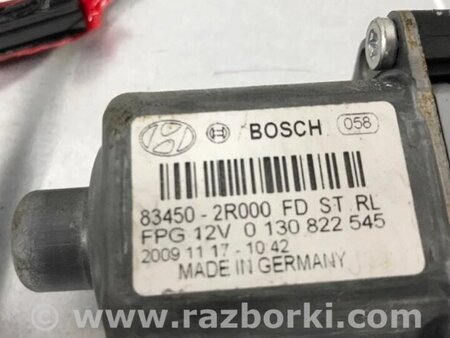 BOSCH 058
83450-2R000 FD ST RL
FPG 12V 0 130 822 545
2009 11 17 - 10:42
MADE IN GERMANY
www.razborki.com